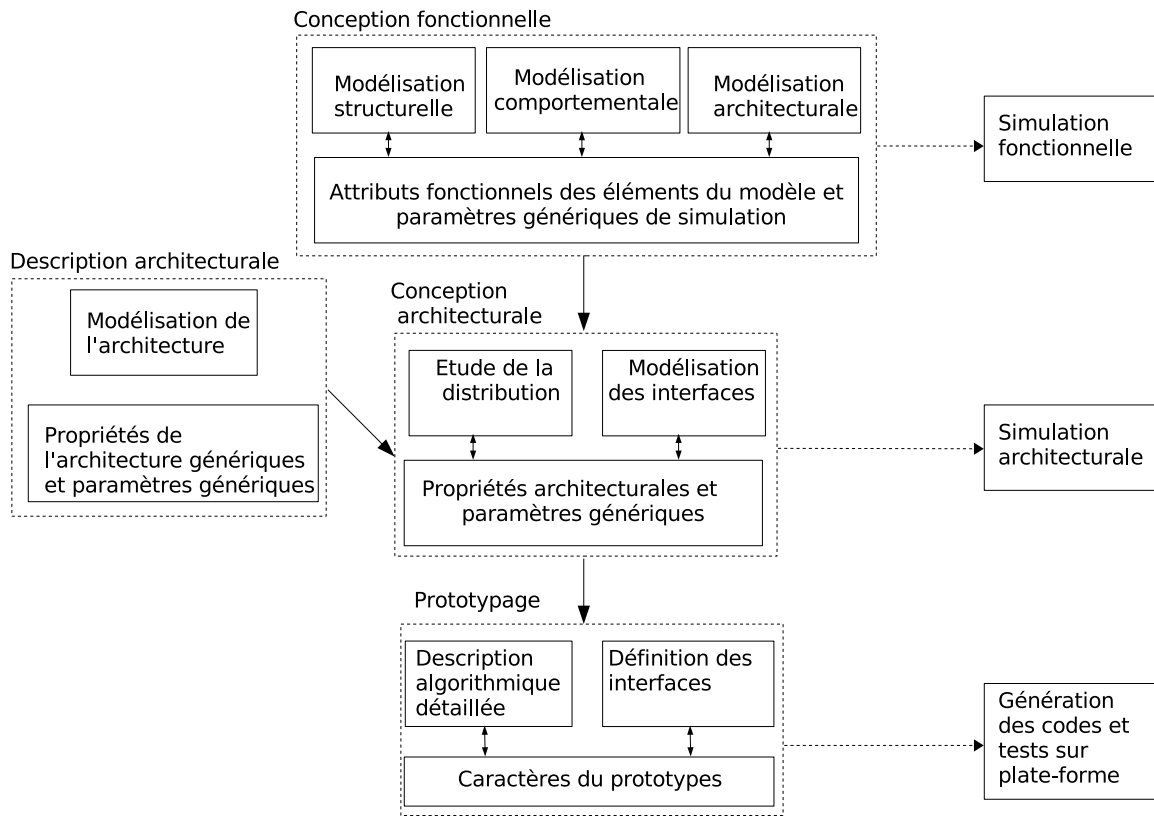 Conception fonctionnelle
Modélisation
structurelle
Modélisation
comportementale
Modélisation
architecturale
Attributs fonctionnels des éléments du modèle et
paramètres génériques de simulation
Simulation
fonctionnelle
Description architecturale
Modélisation de
l'architecture
Propriétés de
l'architecture génériques
et paramètres génériques
Conception
architecturale
Etude de la
distribution
Modélisation
des interfaces
Propriétés architecturales et
paramètres génériques
Simulation
architecturale
Prototypage
Description
algorithmique
détaillée
Définition des
interfaces
Caractères du prototypes
Génération
des codes et
tests sur
plate-forme